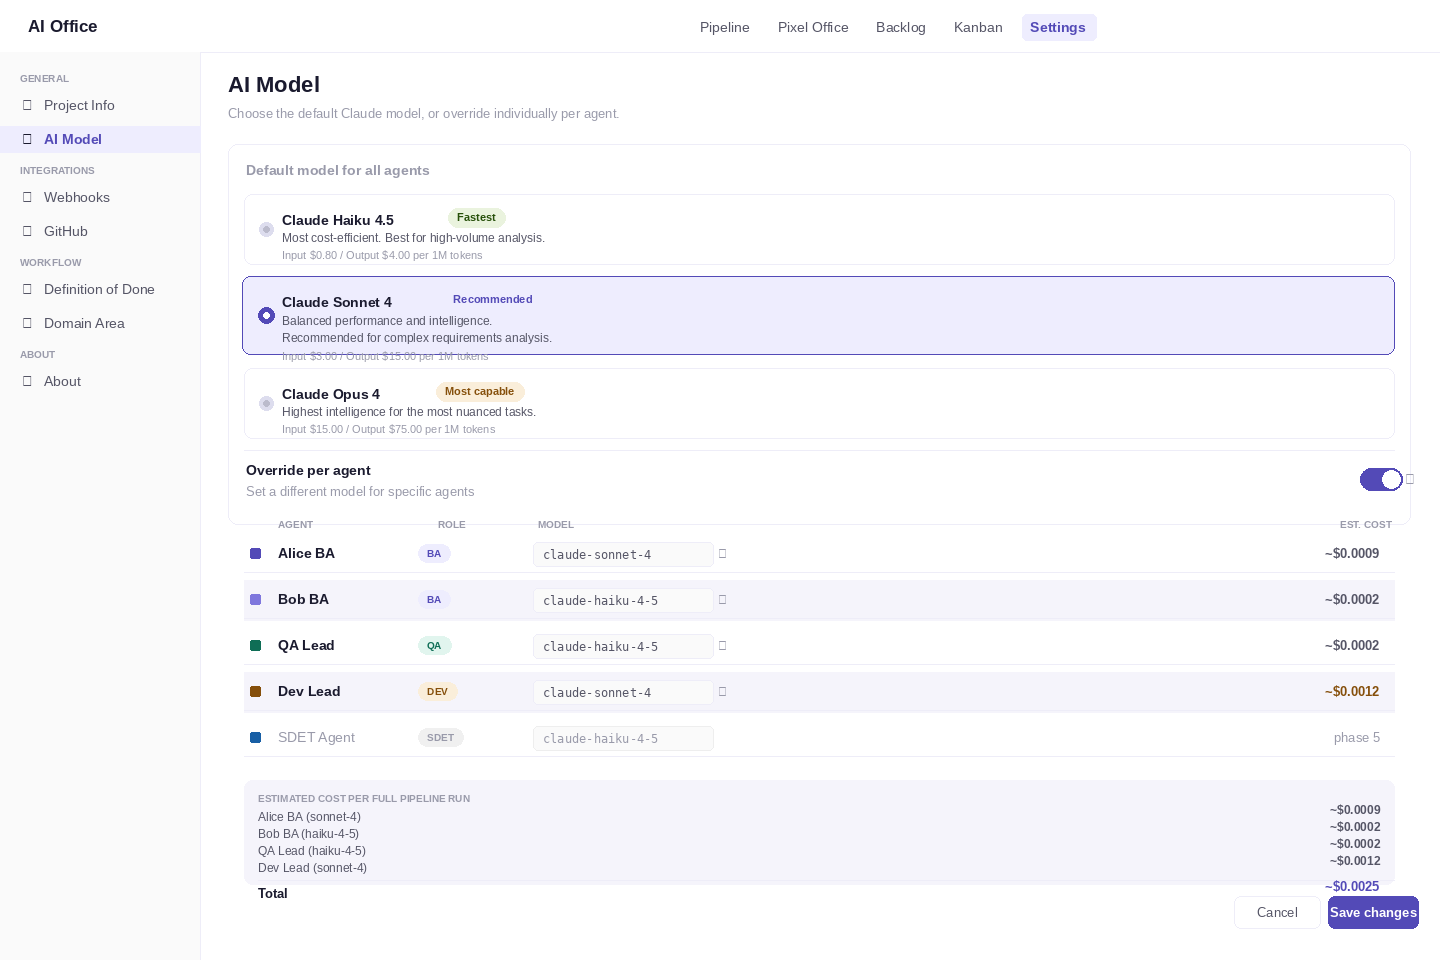 AI Office
Pipeline
Pixel Office
Backlog
Kanban
Settings
GENERAL
Project Info
AI Model
INTEGRATIONS
Webhooks
GitHub
WORKFLOW
Definition of Done
Domain Area
ABOUT
About
AI Model
Choose the default Claude model, or override individually per agent.
Default model for all agents
Claude Haiku 4.5 Fastest
Most cost-efficient. Best for high-volume analysis.
Input $0.80 / Output $4.00 per 1M tokens
Claude Sonnet 4 Recommended
Balanced performance and intelligence.
Recommended for complex requirements analysis.
Input $3.00 / Output $15.00 per 1M tokens
Claude Opus 4 Most capable
Highest intelligence for the most nuanced tasks.
Input $15.00 / Output $75.00 per 1M tokens
Override per agent
Set a different model for specific agents
AGENT ROLE MODEL EST. COST
Alice BA BA claude-sonnet-4 ~$0.0009
Bob BA BA claude-haiku-4-5 ~$0.0002
QA Lead QA claude-haiku-4-5 ~$0.0002
Dev Lead DEV claude-sonnet-4 ~$0.0012
SDET Agent SDET claude-haiku-4-5 phase 5
ESTIMATED COST PER FULL PIPELINE RUN
Alice BA (sonnet-4) ~$0.0009
Bob BA (haiku-4-5) ~$0.0002
QA Lead (haiku-4-5) ~$0.0002
Dev Lead (sonnet-4) ~$0.0012
Total ~$0.0025
Cancel
Save changes